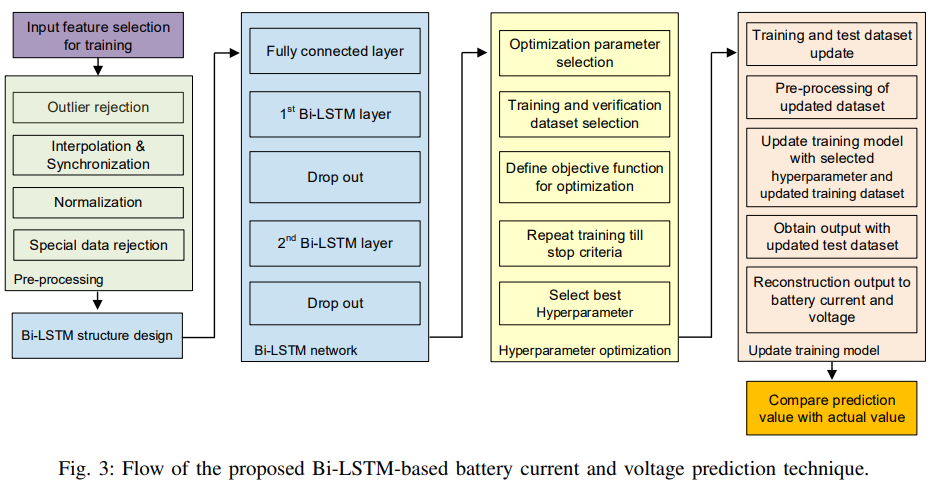 Input feature selection
for training
Outlier rejection
Interpolation &
Synchronization
Normalization
Special data rejection
Pre-processing
Bi-LSTM structure design
Fully connected layer
1st Bi-LSTM layer
Drop out
2nd Bi-LSTM layer
Drop out
Bi-LSTM network
Optimization parameter
selection
Training and verification
dataset selection
Define objective function
for optimization
Repeat training till
stop criteria
Select best
Hyperparameter
Hyperparameter optimization
Training and test dataset
update
Pre-processing of
updated dataset
Update training model
with selected
hyperparameter and
updated training dataset
Obtain output with
updated test dataset
Reconstruction output to
battery current and
voltage
Update training model
Compare prediction
value with actual value
Fig. 3: Flow of the proposed Bi-LSTM-based battery current and voltage prediction technique.